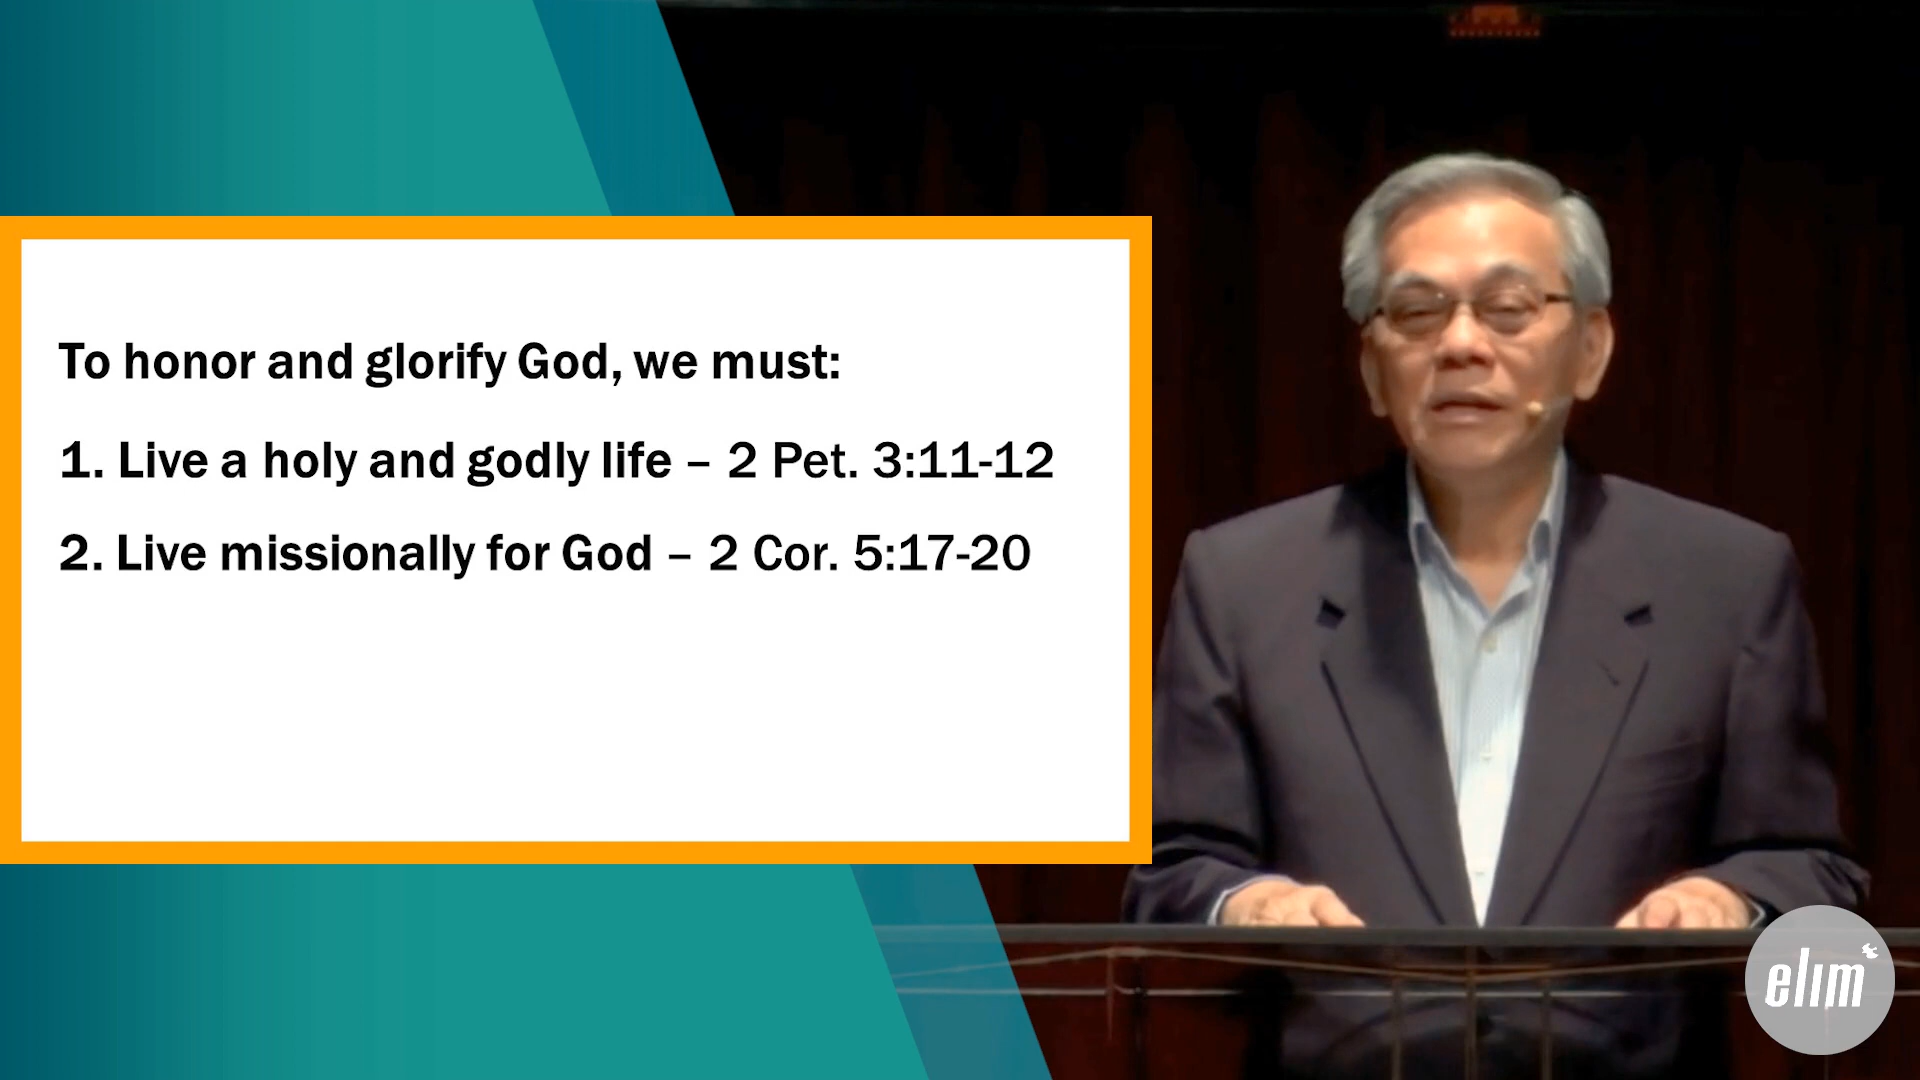 To honor and glorify God, we must:
1. Live a holy and godly life – 2 Pet. 3:11-12
2. Live missionally for God – 2 Cor. 5:17-20
elim